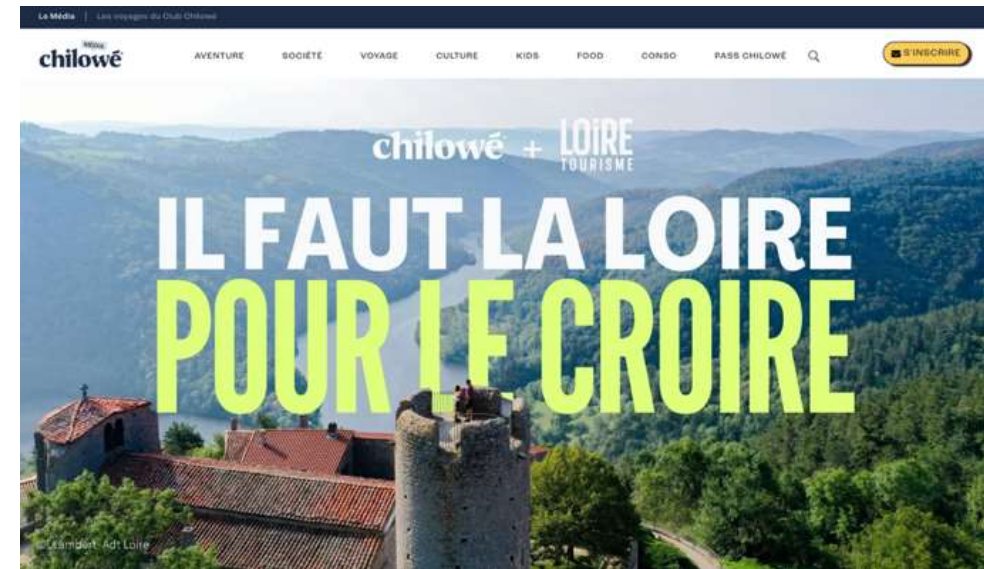 La Média | Les voyages du Club Chilowé
MÉDIA
chilowé
AVENTURE SOCIÉTÉ VOYAGE CULTURE KIDS FOOD CONSO PASS CHILOWÉ S'INSCRIRE
chilowé + LOiRE
TOURISME
IL FAUT LA LOIRE
POUR LE CROIRE
Adt Loire